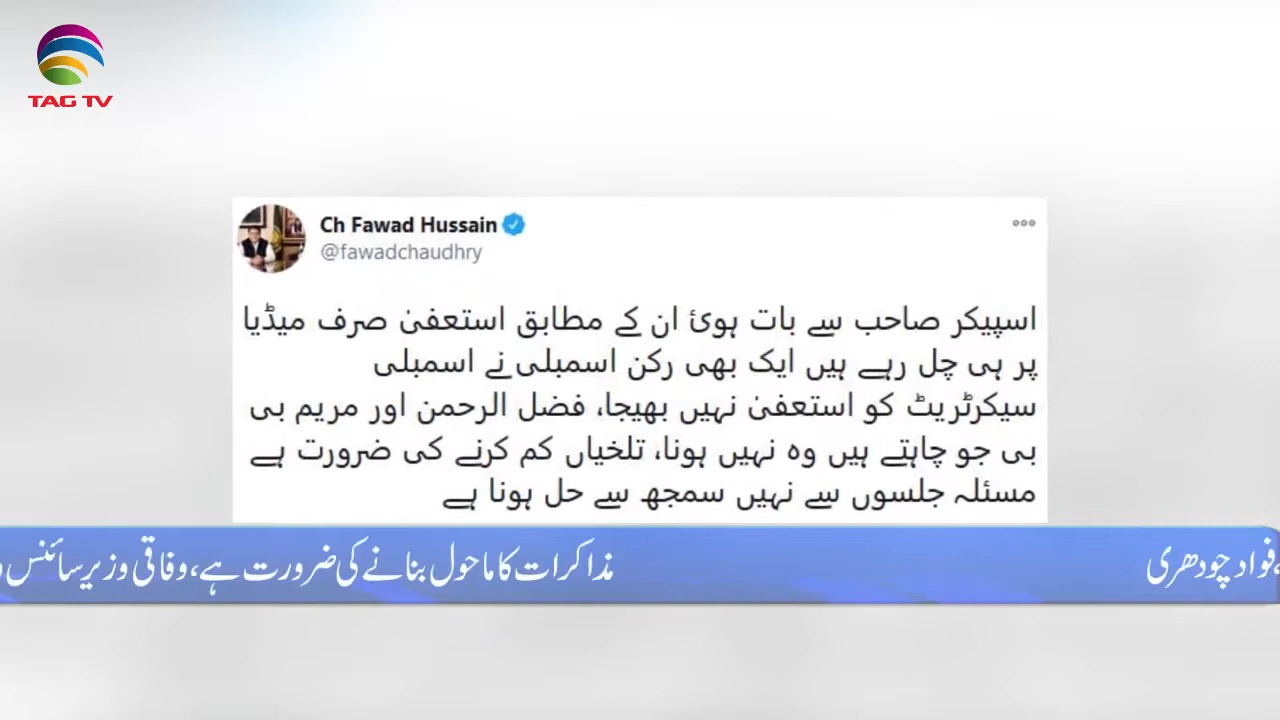 TAG TV
Ch Fawad Hussain
@fawadchaudhry
اسپیکر صاحب سے بات ہوئ ان کے مطابق استعفیٰ صرف میڈیا
پر ہی چل رہے ہیں ایک بھی رکن اسمبلی نے اسمبلی
سیکرٹریٹ کو استعفیٰ نہیں بھیجا، فضل الرحمن اور مریم بی
بی جو چاہتے ہیں وہ نہیں ہونا، تلخیاں کم کرنے کی ضرورت ہے
مسئلہ جلسوں سے نہیں سمجھ سے حل ہونا ہے
،فواد چودھری
مذاکرات کا ماحول بنانے کی ضرورت ہے، وفاقی وزیر سائنس و